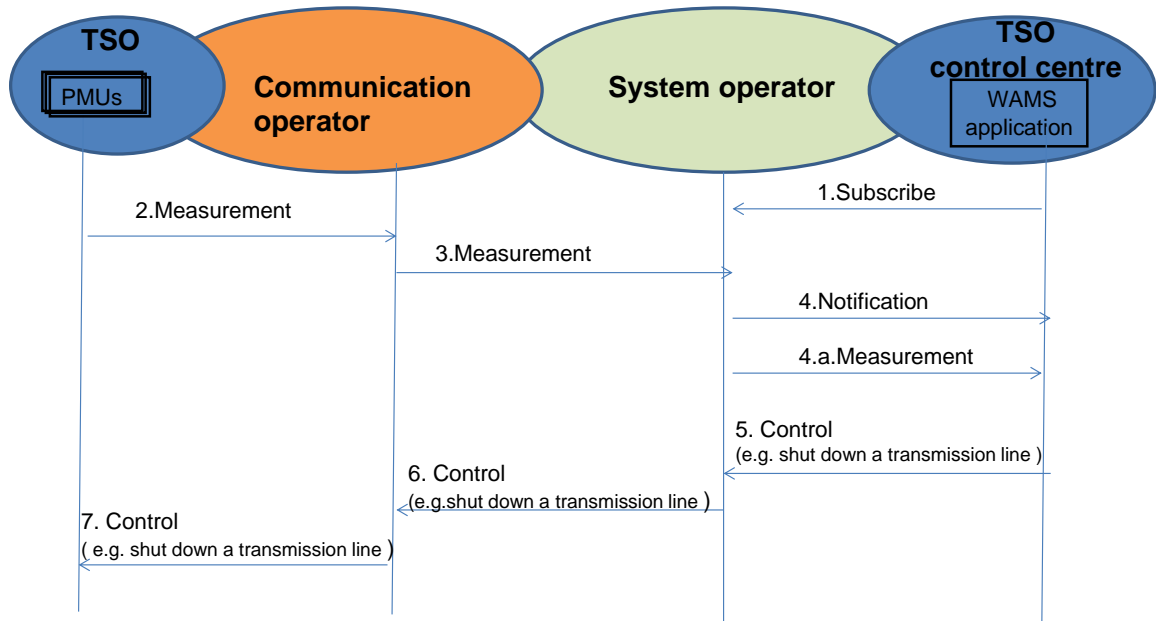 TSO
PMUs
Communication
operator
System operator
TSO
control centre
WAMS
application
1.Subscribe
2.Measurement
3.Measurement
4.Notification
4.a.Measurement
5. Control
(e.g. shut down a transmission line )
6. Control
(e.g.shut down a transmission line )
7. Control
( e.g. shut down a transmission line )